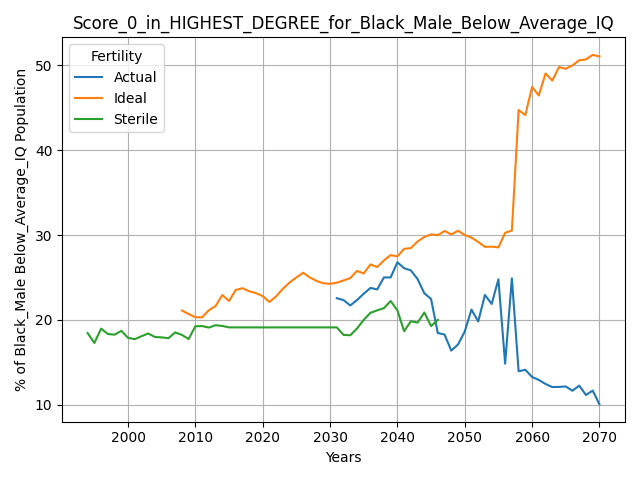 Score_0_in_HIGHEST_DEGREE_for_Black_Male_Below_Average_IQ
Fertility
Actual
Ideal
Sterile
% of Black_Male Below_Average_IQ Population
50
40
30
20
10
2000 2010 2020 2030 2040 2050 2060 2070
Years